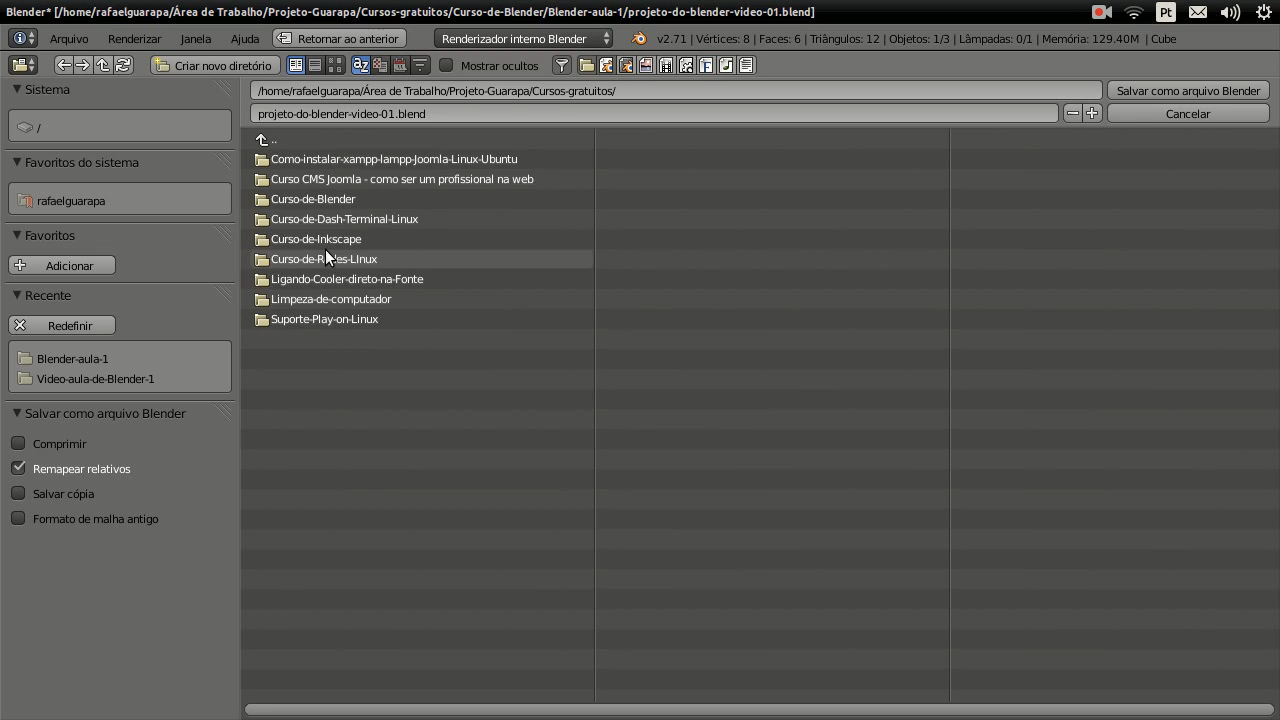 Blender* [/home/rafaelguarapa/Área de Trabalho/Projeto-Guarapa/Cursos-gratuitos/Curso-de-Blender/Blender-aula-1/projeto-do-blender-video-01.blend]
Pt
Arquivo Renderizar Janela Ajuda Retornar ao anterior Renderizador interno Blender v2.71 | Vértices: 8 | Faces: 6 | Triângulos: 12 | Objetos: 1/3 | Lâmpadas: 0/1 | Memória: 129.40M | Cube
Criar novo diretório Mostrar ocultos
Sistema
/
Favoritos do sistema
rafaelguarapa
Favoritos
Adicionar
Recente
Redefinir
Blender-aula-1
Video-aula-de-Blender-1
Salvar como arquivo Blender
Comprimir
Remapear relativos
Salvar cópia
Formato de malha antigo
/home/rafaelguarapa/Área de Trabalho/Projeto-Guarapa/Cursos-gratuitos/ Salvar como arquivo Blender
projeto-do-blender-video-01.blend Cancelar
..
Como-instalar-xampp-lampp-Joomla-Linux-Ubuntu
Curso CMS Joomla - como ser um profissional na web
Curso-de-Blender
Curso-de-Dash-Terminal-Linux
Curso-de-Inkscape
Curso-de-Redes-LInux
Ligando-Cooler-direto-na-Fonte
Limpeza-de-computador
Suporte-Play-on-Linux